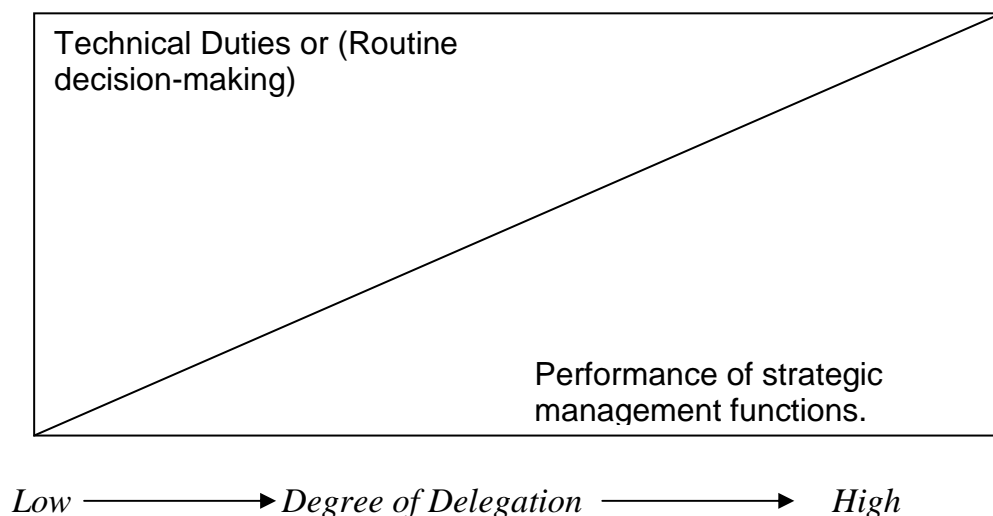 Technical Duties or (Routine
decision-making)
Performance of strategic
management functions.
Low Degree of Delegation High